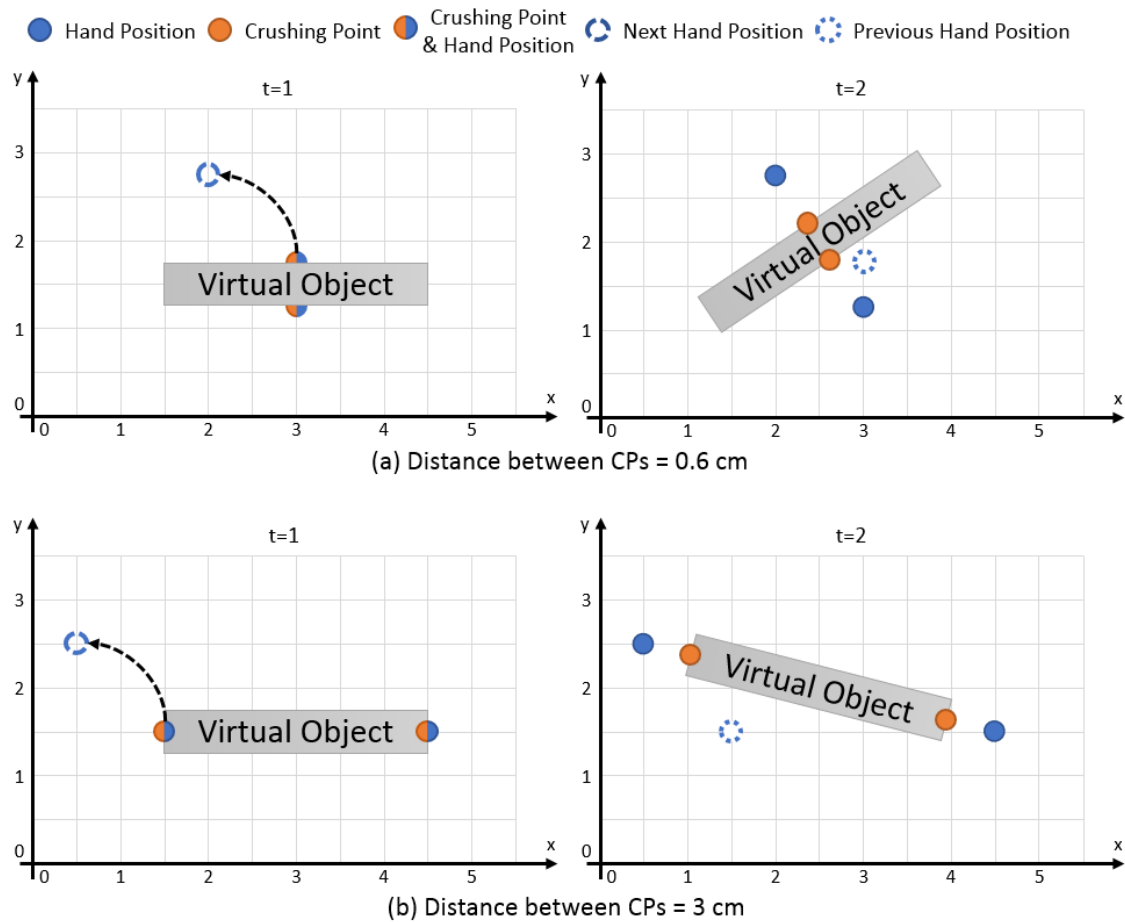 Hand Position Crushing Point Crushing Point & Hand Position Next Hand Position Previous Hand Position
y t=1
3
2
Virtual Object
1
0 x
0 1 2 3 4 5
y t=2
3
Virtual Object
2
1
0 x
0 1 2 3 4 5
(a) Distance between CPs = 0.6 cm
y t=1
3
2
Virtual Object
1
0 x
0 1 2 3 4 5
y t=2
3
Virtual Object
2
1
0 x
0 1 2 3 4 5
(b) Distance between CPs = 3 cm